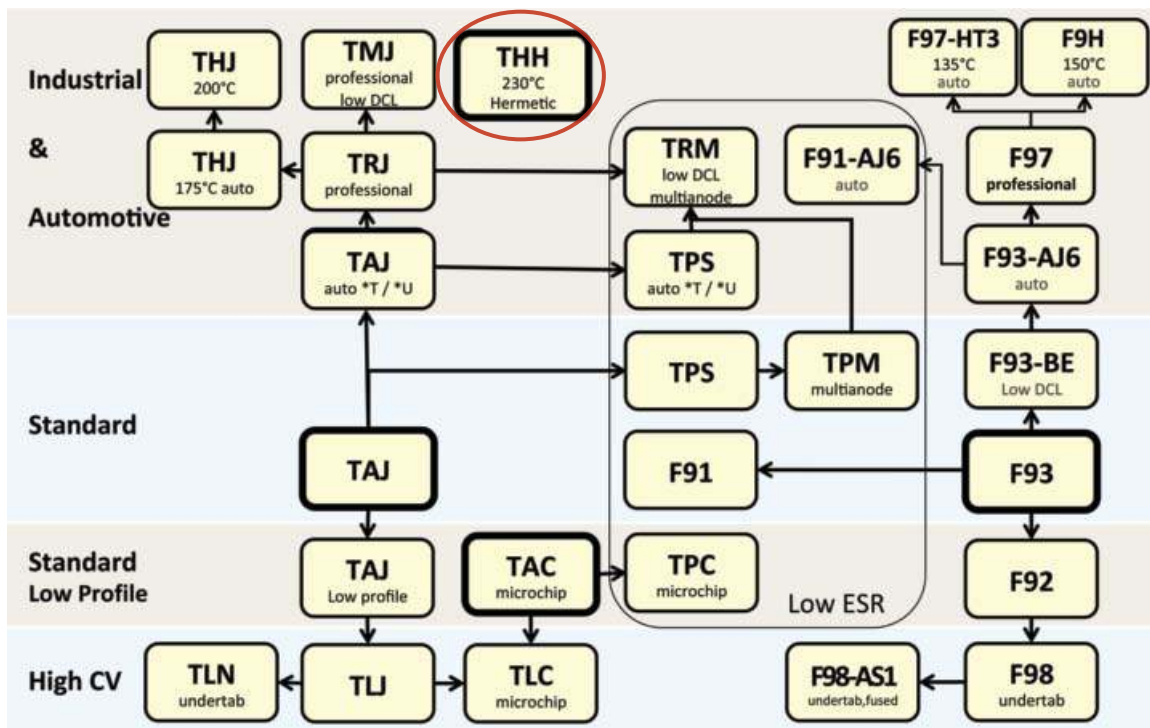 Industrial
&
Automotive
THJ
200°C
TMJ
professional
low DCL
THH
230°C
Hermetic
F97-HT3
135°C
auto
F9H
150°C
auto
THJ
175°C auto
TRJ
professional
TRM
low DCL
multianode
F91-AJ6
auto
F97
professional
TAJ
auto *T / *U
TPS
auto *T / *U
F93-AJ6
auto
Standard
TPS
TPM
multianode
F93-BE
Low DCL
TAJ
F91
F93
Standard
Low Profile
TAJ
Low profile
TAC
microchip
TPC
microchip
Low ESR
F92
High CV
TLN
undertab
TLJ
TLC
microchip
F98-AS1
undertab,fused
F98
undertab